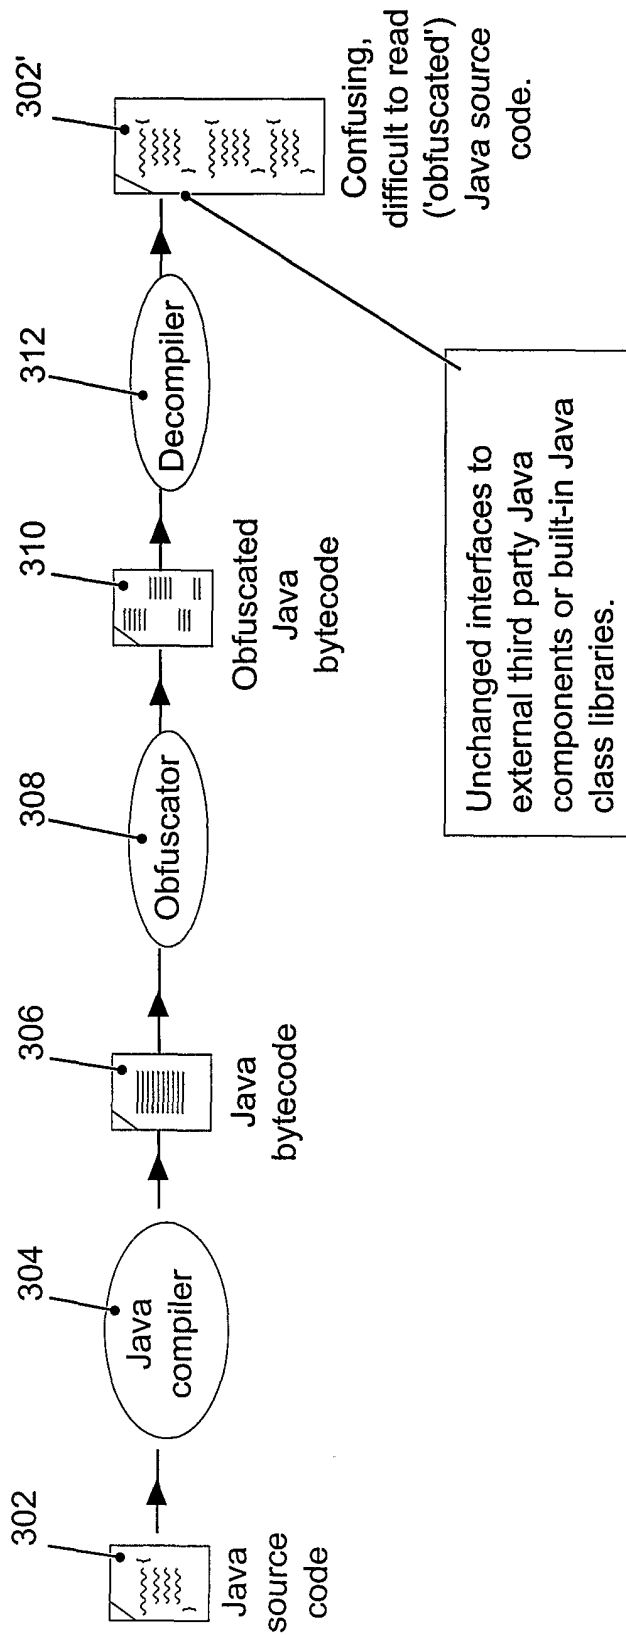 302
Java
source
code
304
Java
compiler
306
Java
bytecode
308
Obfuscator
310
Obfuscated
Java
bytecode
312
Decompiler
302'
Confusing,
difficult to read
('obfuscated')
Java source
code.
Unchanged interfaces to
external third party Java
components or built-in Java
class libraries.